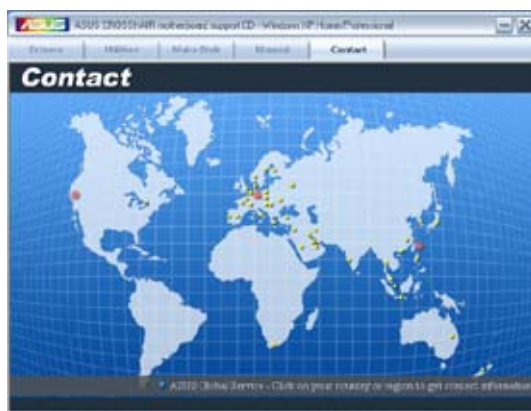 ASUS ASUS CROSSHAIR motherboard support CD - Windows XP Home/Professional
Drivers Utilities Make Disk Manual Contact
Contact
ASUS Global Service - Click on your country or region to get contact information